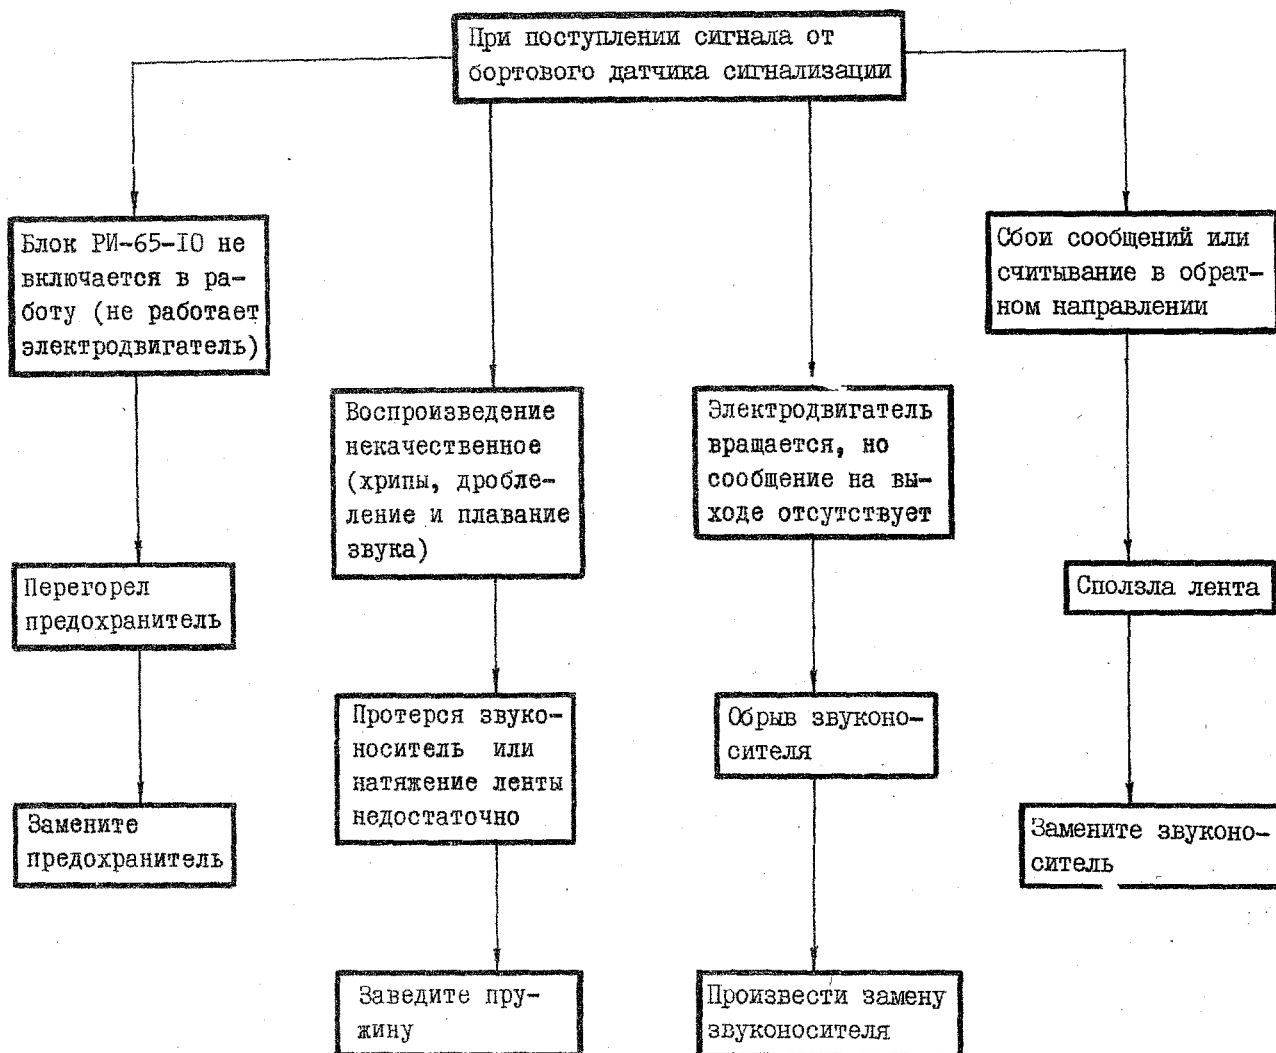 При поступлении сигнала от
бортового датчика сигнализации
Блок РИ-65-I0 не
включается в ра-
боту (не работает
электродвигатель)
Перегорел
предохранитель
Замените
предохранитель
Воспроизведение
некачественное
(хрипы, дробле-
ление и плавание
звука)
Протерся звуко-
носитель или
натяжение ленты
недостаточно
Заведите пру-
жину
Электродвигатель
вращается, но
сообщение на вы-
ходе отсутствует
Обрыв звуконо-
сителя
Произвести замену
звуконосителя
Сбои сообщений или
считывание в обрат-
ном направлении
Сползла лента
Замените звуконо-
ситель